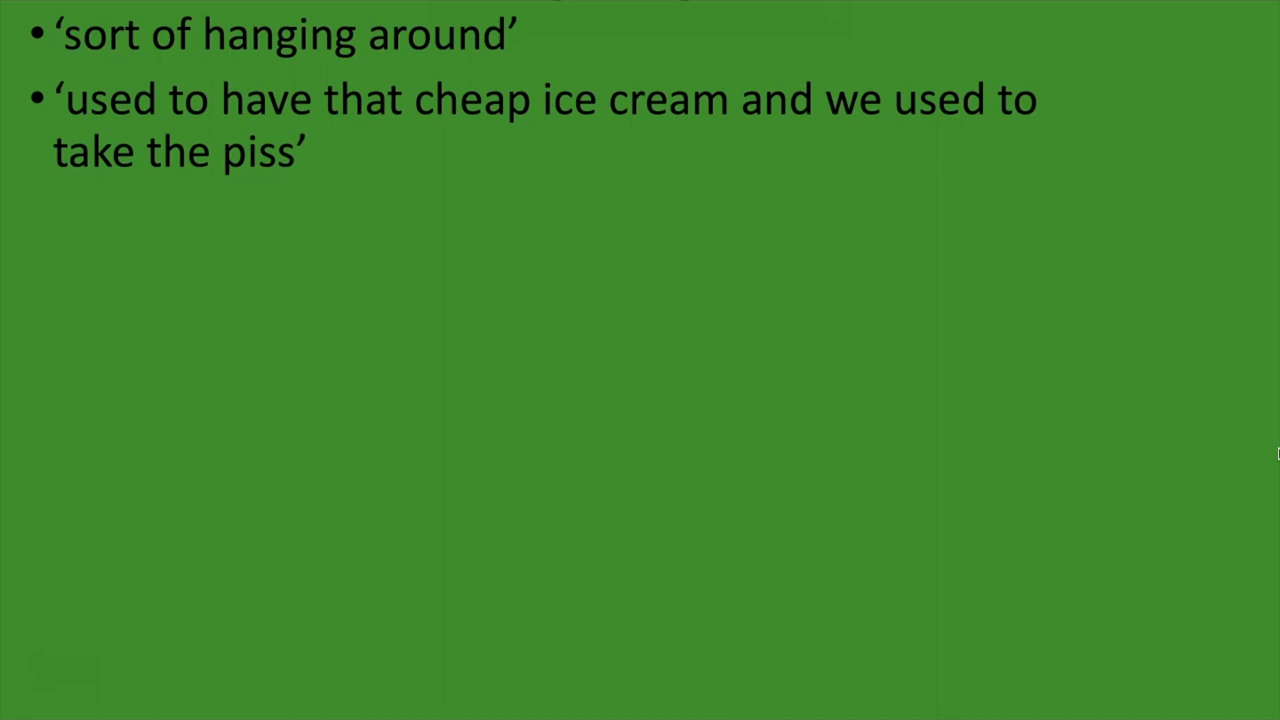 • ‘sort of hanging around’
• ‘used to have that cheap ice cream and we used to
take the piss’